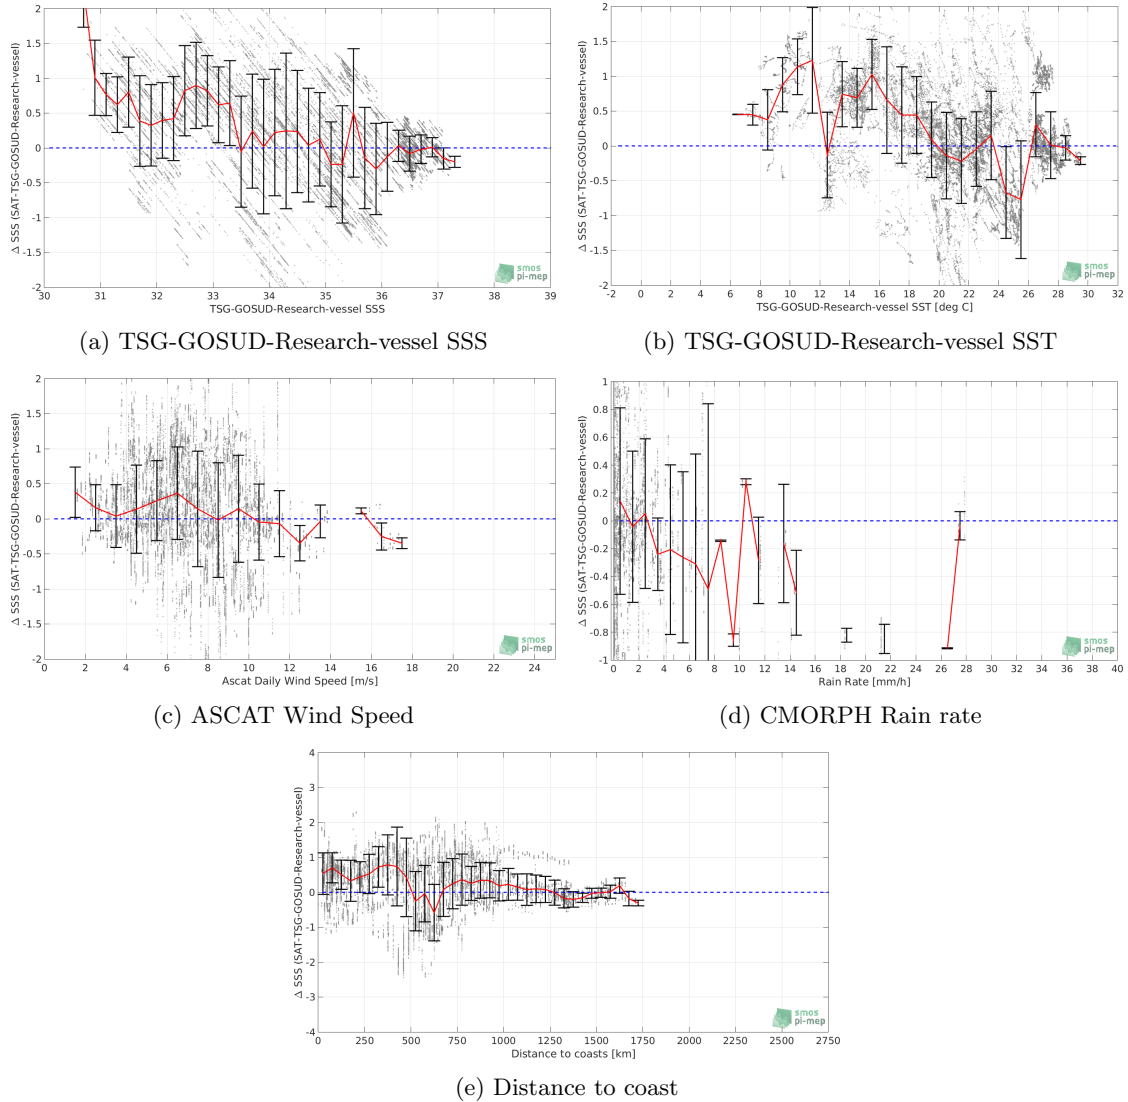 Δ SSS (SAT-TSG-GOSUD-Research-vessel)
2
1.5
1
0.5
0
-0.5
-1
-1.5
-2
30 31 32 33 34 35 36 37 38 39
TSG-GOSUD-Research-vessel SSS
smos
pi-mep
(a) TSG-GOSUD-Research-vessel SSS
Δ SSS (SAT-TSG-GOSUD-Research-vessel)
2
1.5
1
0.5
0
-0.5
-1
-1.5
-2
-2 0 2 4 6 8 10 12 14 16 18 20 22 24 26 28 30 32
TSG-GOSUD-Research-vessel SST [deg C]
smos
pi-mep
(b) TSG-GOSUD-Research-vessel SST
Δ SSS (SAT-TSG-GOSUD-Research-vessel)
2
1.5
1
0.5
0
-0.5
-1
-1.5
-2
0 2 4 6 8 10 12 14 16 18 20 22 24
Ascat Daily Wind Speed [m/s]
smos
pi-mep
(c) ASCAT Wind Speed
Δ SSS (SAT-TSG-GOSUD-Research-vessel)
1
0.8
0.6
0.4
0.2
0
-0.2
-0.4
-0.6
-0.8
-1
0 2 4 6 8 10 12 14 16 18 20 22 24 26 28 30 32 34 36 38 40
Rain Rate [mm/h]
smos
pi-mep
(d) CMORPH Rain rate
Δ SSS (SAT-TSG-GOSUD-Research-vessel)
4
3
2
1
0
-1
-2
-3
-4
0 250 500 750 1000 1250 1500 1750 2000 2250 2500 2750
Distance to coasts [km]
smos
pi-mep
(e) Distance to coast